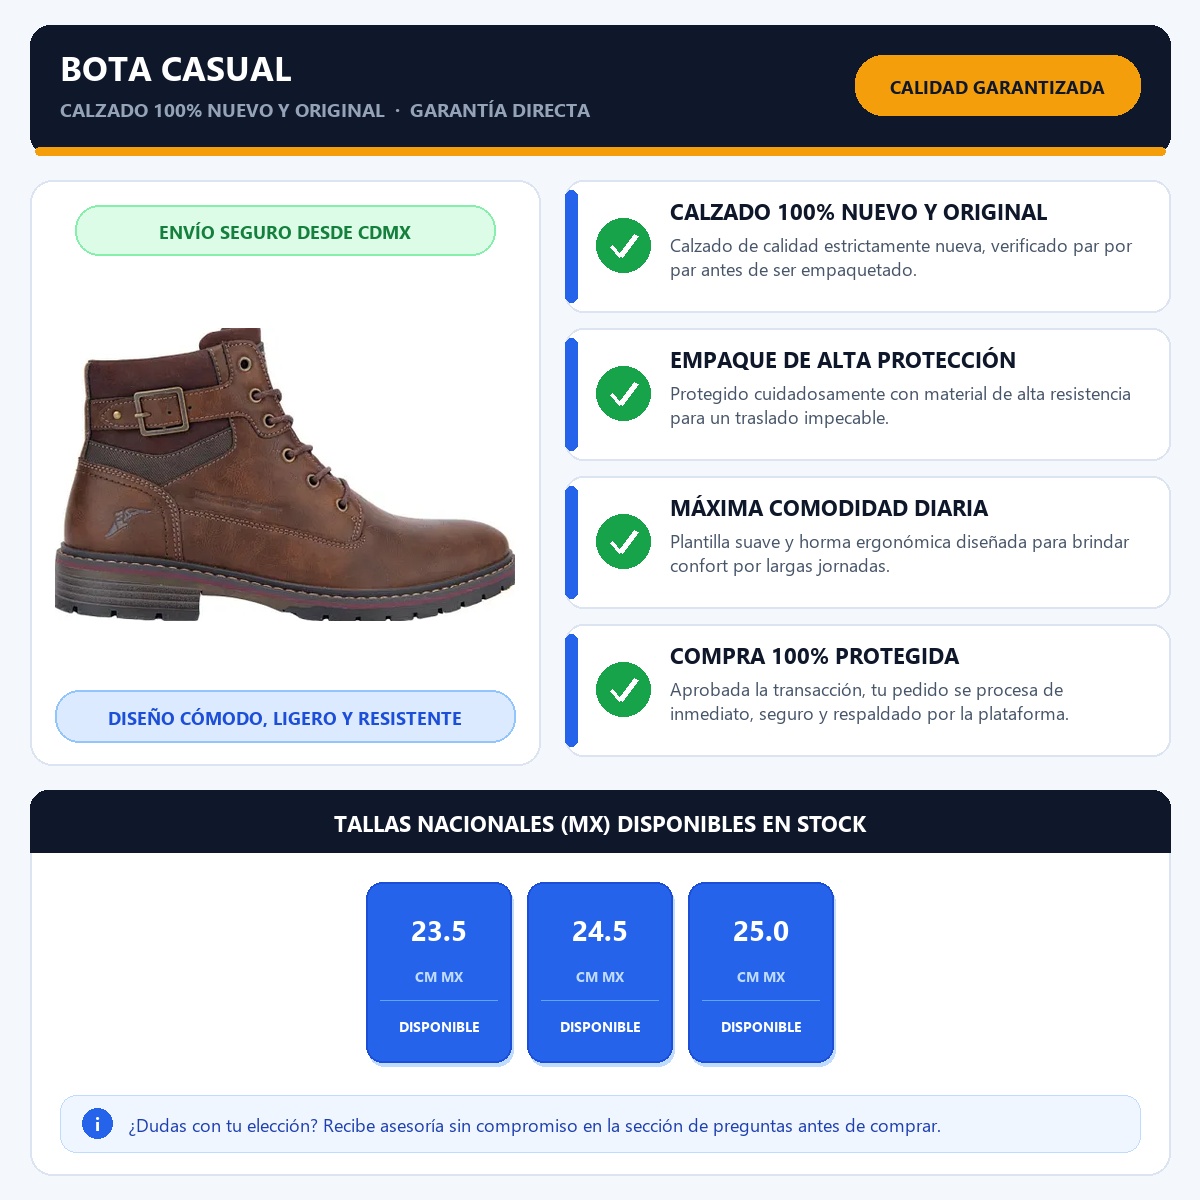 BOTA CASUAL
CALZADO 100% NUEVO Y ORIGINAL · GARANTÍA DIRECTA
CALIDAD GARANTIZADA
ENVÍO SEGURO DESDE CDMX
DISEÑO CÓMODO, LIGERO Y RESISTENTE
CALZADO 100% NUEVO Y ORIGINAL
Calzado de calidad estrictamente nueva, verificado par por
par antes de ser empaquetado.
EMPAQUE DE ALTA PROTECCIÓN
Protegido cuidadosamente con material de alta resistencia
para un traslado impecable.
MÁXIMA COMODIDAD DIARIA
Plantilla suave y horma ergonómica diseñada para brindar
confort por largas jornadas.
COMPRA 100% PROTEGIDA
Aprobada la transacción, tu pedido se procesa de
inmediato, seguro y respaldado por la plataforma.
TALLAS NACIONALES (MX) DISPONIBLES EN STOCK
23.5
CM MX
DISPONIBLE
24.5
CM MX
DISPONIBLE
25.0
CM MX
DISPONIBLE
¿Dudas con tu elección? Recibe asesoría sin compromiso en la sección de preguntas antes de comprar.